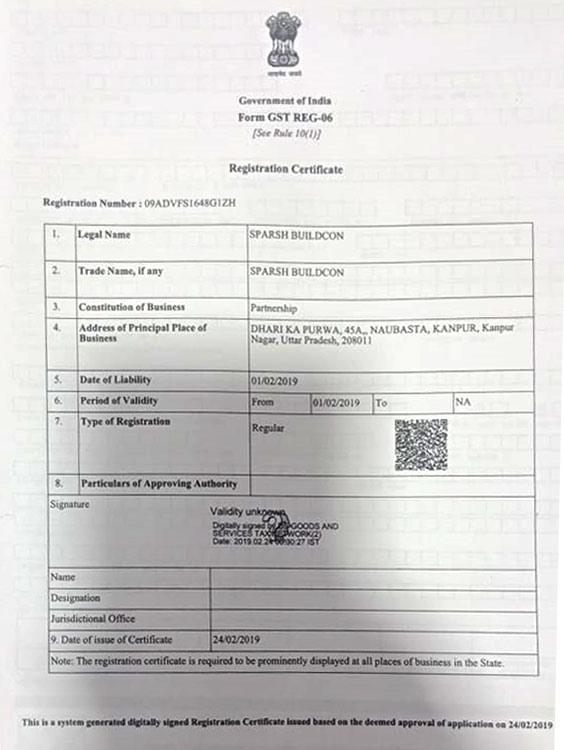 सत्यमेव जयते
Government of India
Form GST REG-06
[See Rule 10(1)]
Registration Certificate
Registration Number : 09ADVFS1648G1ZH
1. Legal Name SPARSH BUILDCON
2. Trade Name, if any SPARSH BUILDCON
3. Constitution of Business Partnership
4. Address of Principal Place of Business DHARI KA PURWA, 45A,, NAUBASTA, KANPUR, Kanpur
Nagar, Uttar Pradesh, 208011
5. Date of Liability 01/02/2019
6. Period of Validity From 01/02/2019 To NA
7. Type of Registration Regular
8. Particulars of Approving Authority
Signature
Validity unknown
Digitally signed by GOODS AND
SERVICES TAX NETWORK(2)
Date: 2019.02.24 :30:27 IST
Name
Designation
Jurisdictional Office
9. Date of issue of Certificate 24/02/2019
Note: The registration certificate is required to be prominently displayed at all places of business in the State.
This is a system generated digitally signed Registration Certificate issued based on the deemed approval of application on 24/02/2019